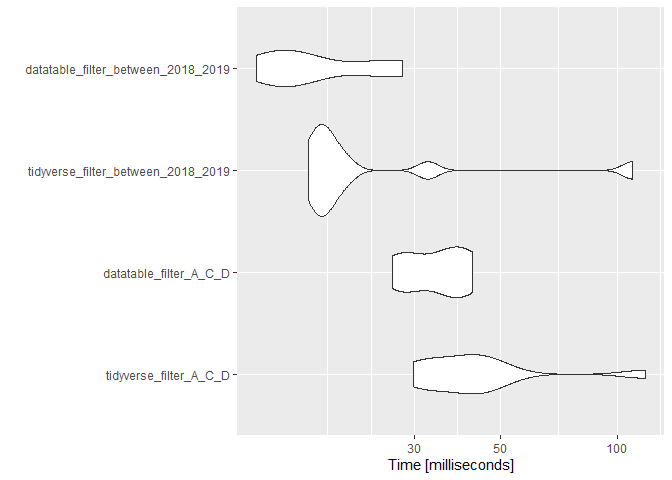 datatable_filter_between_2018_2019
tidyverse_filter_between_2018_2019
datatable_filter_A_C_D
tidyverse_filter_A_C_D
30 50 100
Time [milliseconds]